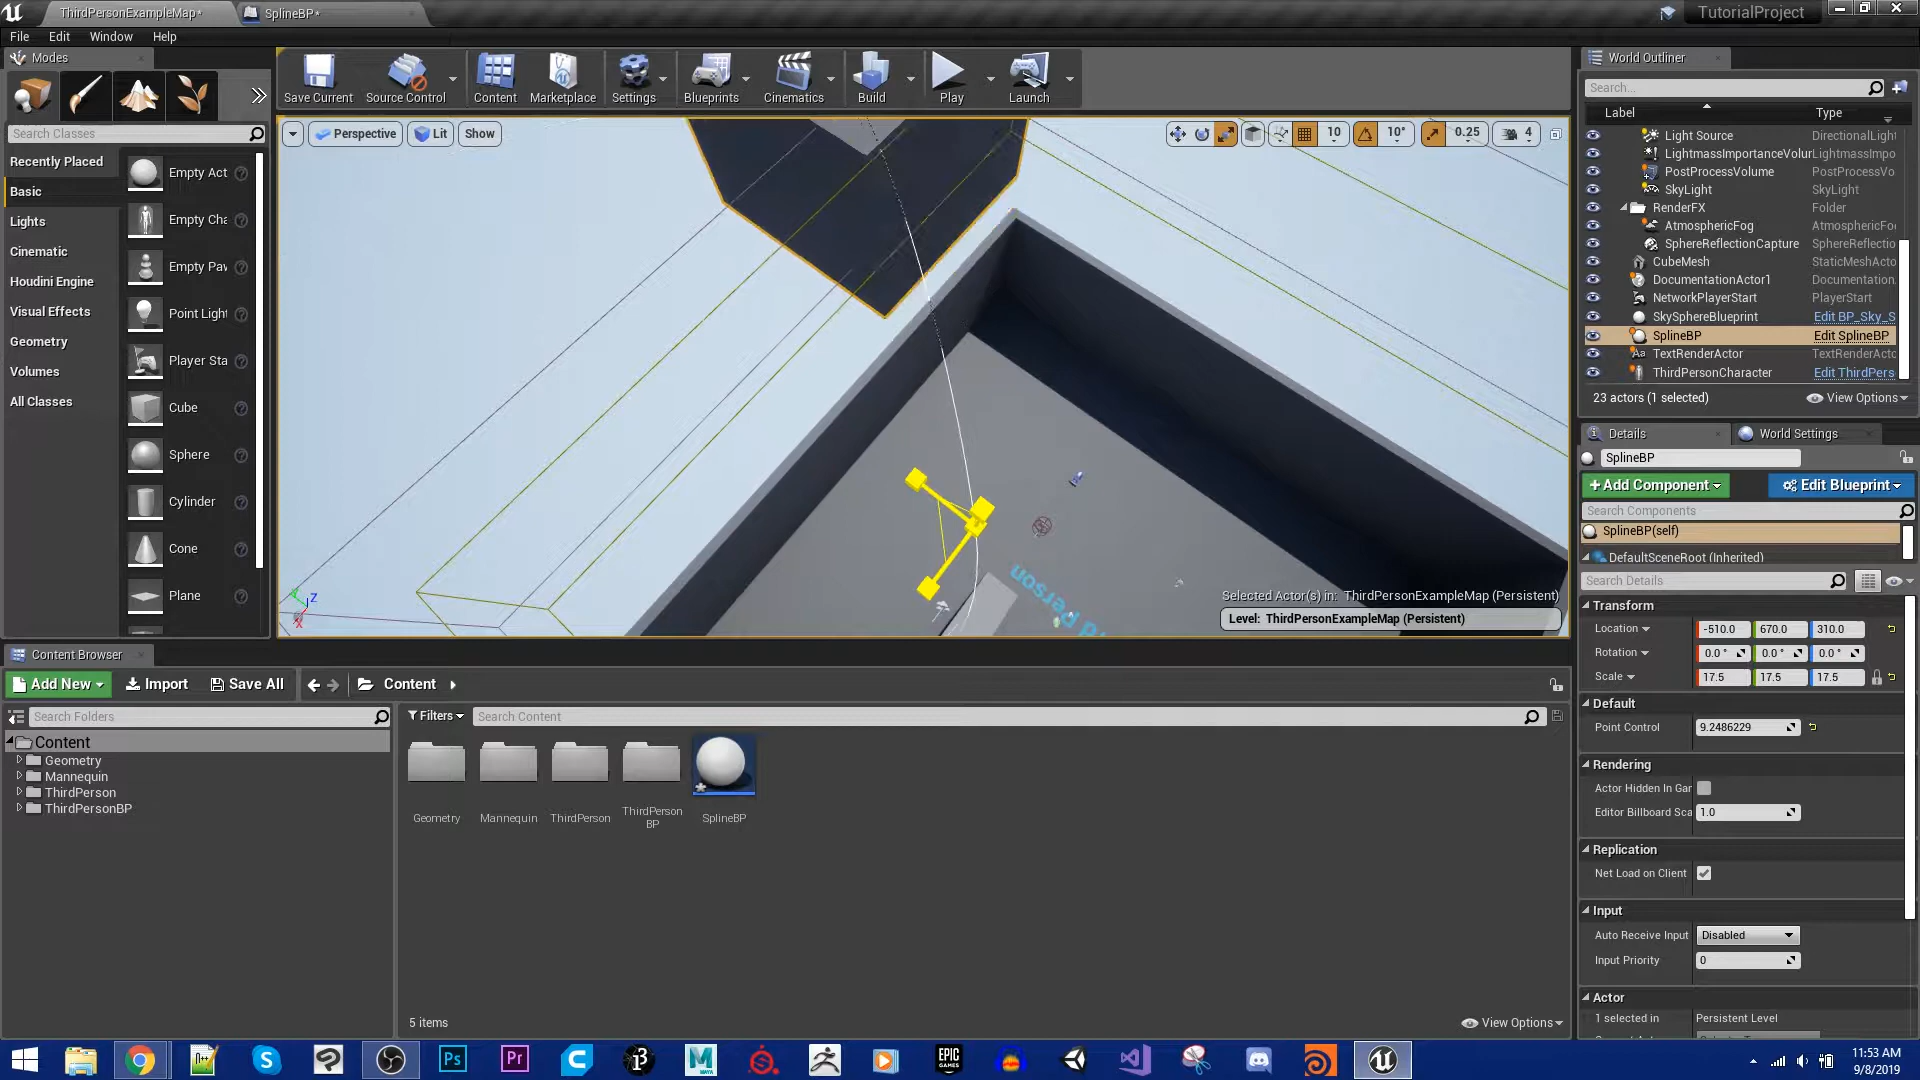 ThirdPersonExampleMap*
SplineBP*
TutorialProject
File Edit Window Help
Modes
Search Classes
Recently Placed
Basic
Lights
Cinematic
Houdini Engine
Visual Effects
Geometry
Volumes
All Classes
Empty Act
Empty Cha
Empty Paw
Point Light
Player Sta
Cube
Sphere
Cylinder
Cone
Plane
Save Current Source Control Content Marketplace Settings Blueprints Cinematics Build Play Launch
Perspective Lit Show
10 10° 0.25 4
Selected Actor(s) in: ThirdPersonExampleMap (Persistent)
Level: ThirdPersonExampleMap (Persistent)
World Outliner
Search...
Label Type
Light Source DirectionalLight
LightmassImportanceVolur LightmassImpo
PostProcessVolume PostProcessVo
SkyLight SkyLight
RenderFX Folder
AtmosphericFog AtmosphericFo
SphereReflectionCapture SphereReflectio
CubeMesh StaticMeshActo
DocumentationActor1 Documentation
NetworkPlayerStart PlayerStart
SkySphereBlueprint Edit BP_Sky_S
SplineBP Edit SplineBP
TextRenderActor TextRenderActo
ThirdPersonCharacter Edit ThirdPers
23 actors (1 selected) View Options
Details World Settings
SplineBP
+Add Component Edit Blueprint
Search Components
SplineBP(self)
DefaultSceneRoot (Inherited)
Search Details
Transform
Location -510.0 670.0 310.0
Rotation 0.0 ° 0.0 ° 0.0 °
Scale 17.5 17.5 17.5
Default
Point Control 9.2486229
Rendering
Actor Hidden In Gar
Editor Billboard Sca 1.0
Replication
Net Load on Client
Input
Auto Receive Input Disabled
Input Priority 0
Actor
1 selected in Persistent Level
Content Browser
Add New Import Save All Content
Search Folders
Content
Geometry
Mannequin
ThirdPerson
ThirdPersonBP
Filters Search Content
Geometry
Mannequin
ThirdPerson
ThirdPerson
BP
SplineBP
5 items
View Options
Ps Pr
MAYA
EPIC
GAMES
11:53 AM
9/8/2019